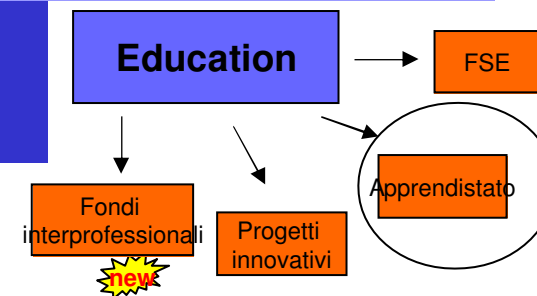 Education
FSE
Apprendistato
Fondi
interprofessionali
Progetti
innovativi
new